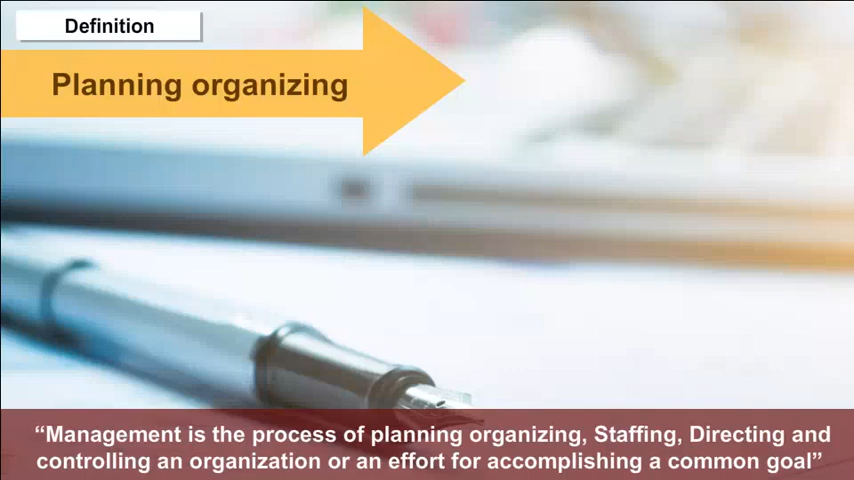 Definition
Planning organizing
“Management is the process of planning organizing, Staffing, Directing and
controlling an organization or an effort for accomplishing a common goal”